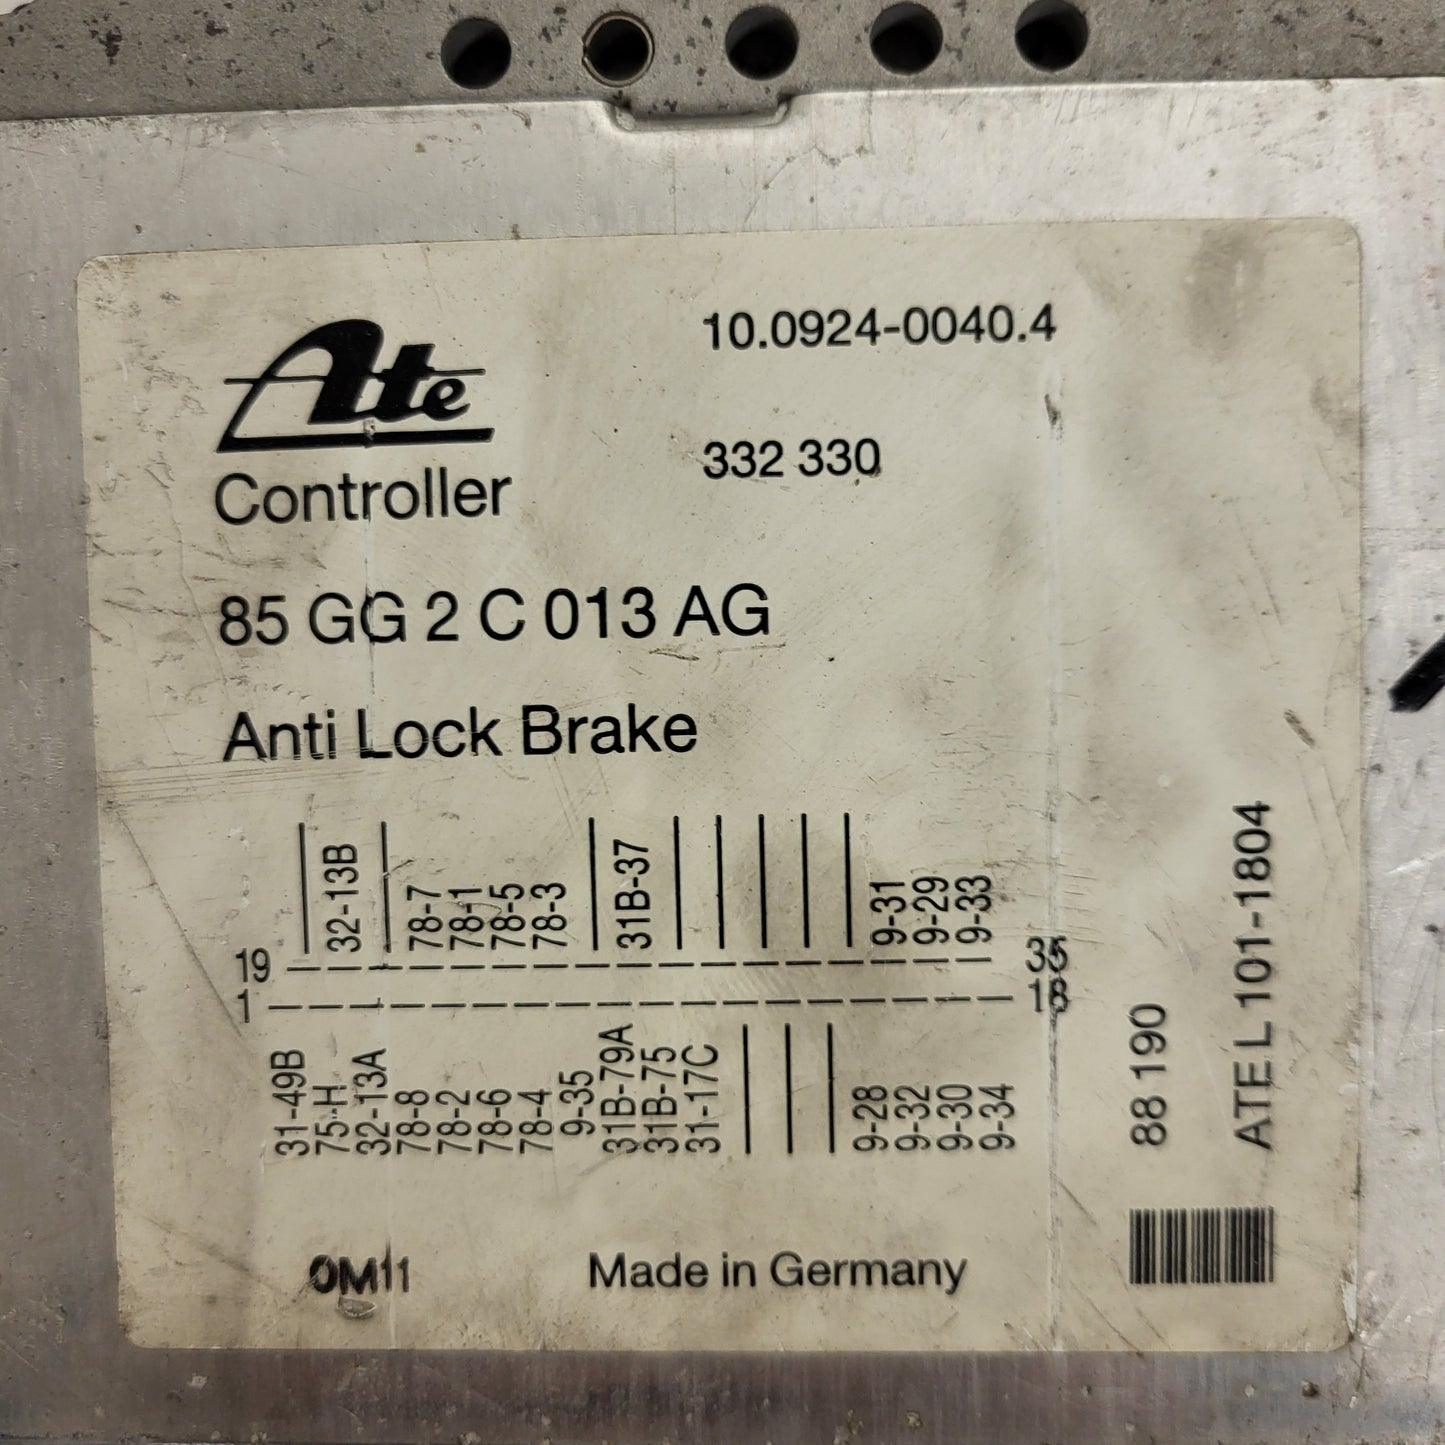 Ate
Controller
10.0924-0040.4
332 330
85 GG 2 C 013 AG
Anti Lock Brake
32-13B
78-7
78-1
78-5
78-3
31B-37
9-31
9-29
9-33
19
35
1
18
31-49B
75-H
32-13A
78-8
78-2
78-6
78-4
9-35
31B-79A
31B-75
31-17C
9-28
9-32
9-30
9-34
88 190
ATE L 101-1804
0M11
Made in Germany